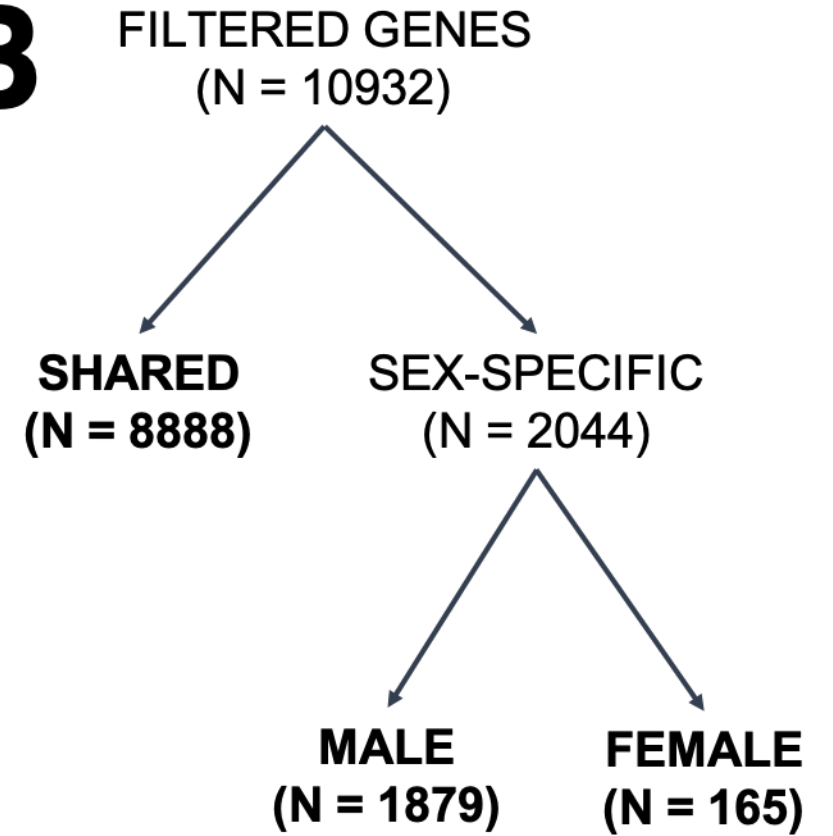 B
FILTERED GENES
(N = 10932)
SHARED
(N = 8888)
SEX-SPECIFIC
(N = 2044)
MALE
(N = 1879)
FEMALE
(N = 165)